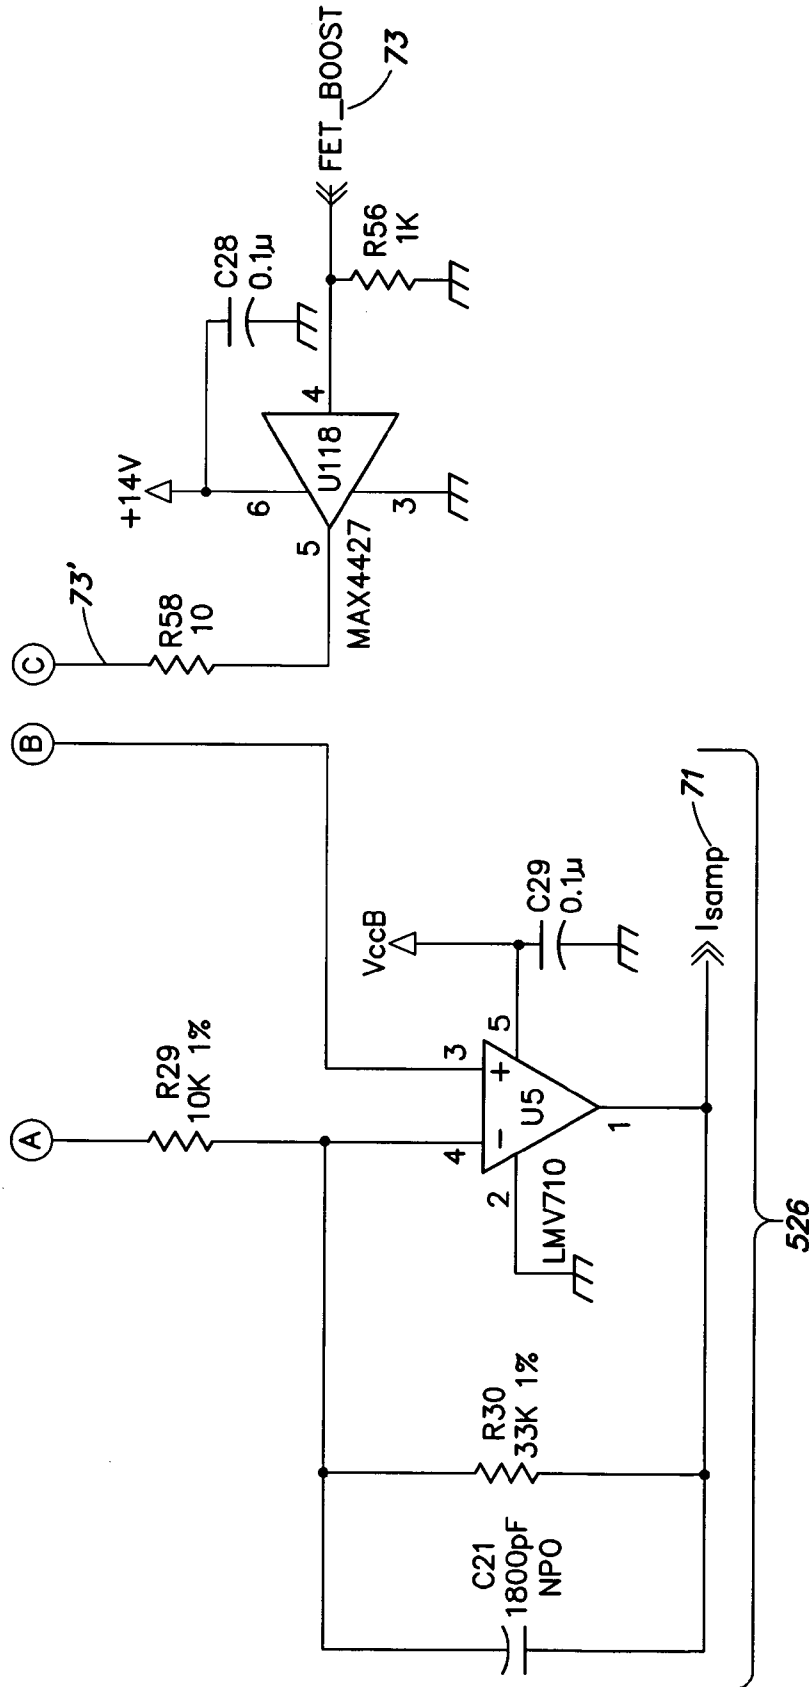 A
B
C
73'
R58
10
+14V
C28
0.1µ
FET_BOOST
73
6
5
4
U118
3
MAX4427
R56
1K
R29
10K 1%
VccB
C29
0.1µ
4
3
−
+
U5
5
2
LMV710
1
Isamp
71
R30
33K 1%
C21
1800pF
NPO
526